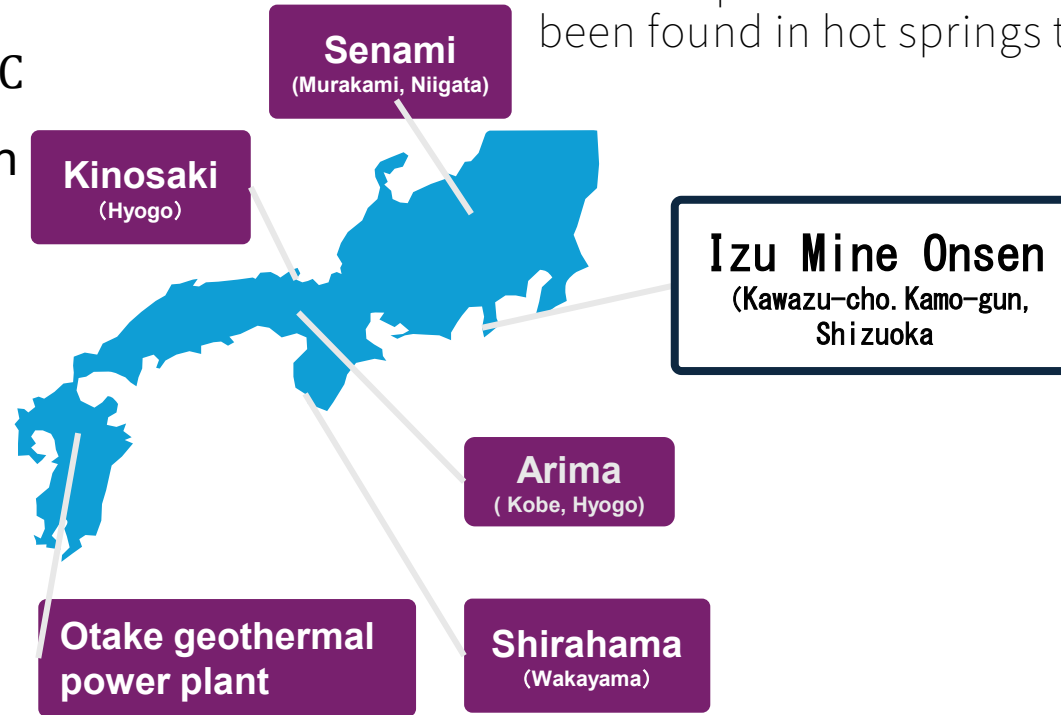 been found in hot springs t
C
n
Senami
(Murakami, Niigata)
Kinosaki
（Hyogo）
Izu Mine Onsen
(Kawazu-cho. Kamo-gun,
Shizuoka
Arima
( Kobe, Hyogo)
Otake geothermal
power plant
Shirahama
（Wakayama）